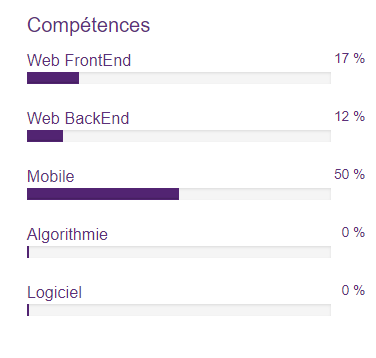 Compétences
Web FrontEnd 17 %
Web BackEnd 12 %
Mobile 50 %
Algorithmie 0 %
Logiciel 0 %